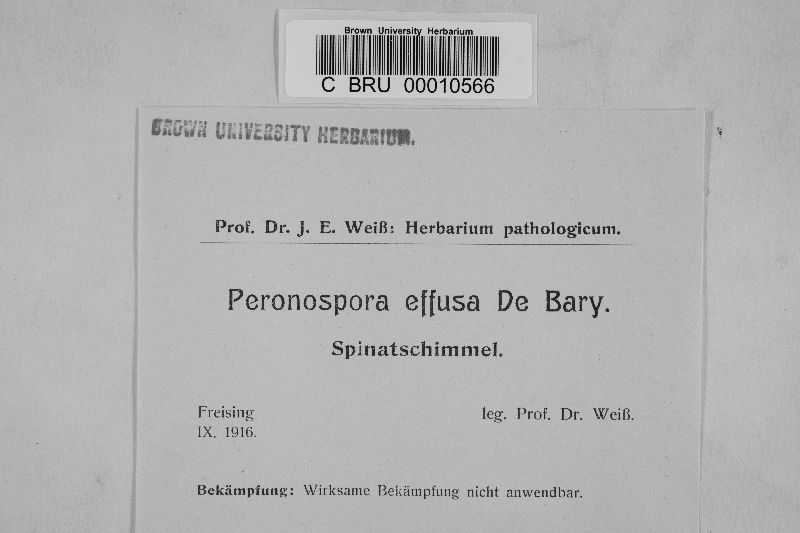 Brown University Herbarium
C BRU 00010566
BROWN UNIVERSITY HERBARIUM.
Prof. Dr. J. E. Weiß: Herbarium pathologicum.
Peronospora effusa De Bary.
Spinatschimmel.
Freising
leg. Prof. Dr. Weiß.
IX. 1916.
Bekämpfung: Wirksame Bekämpfung nicht anwendbar.